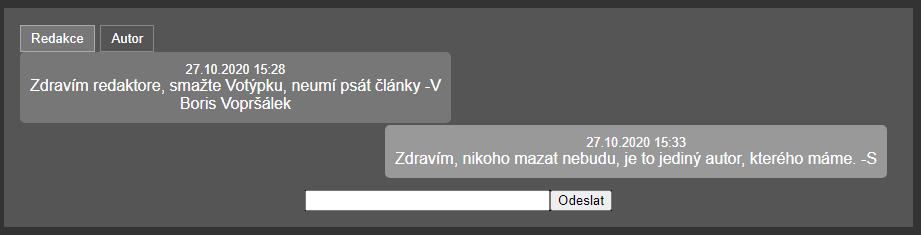 Redakce Autor
27.10.2020 15:28
Zdravím redaktore, smažte Votýpku, neumí psát články -V
Boris Vopršálek
27.10.2020 15:33
Zdravím, nikoho mazat nebudu, je to jediný autor, kterého máme. -S
Odeslat